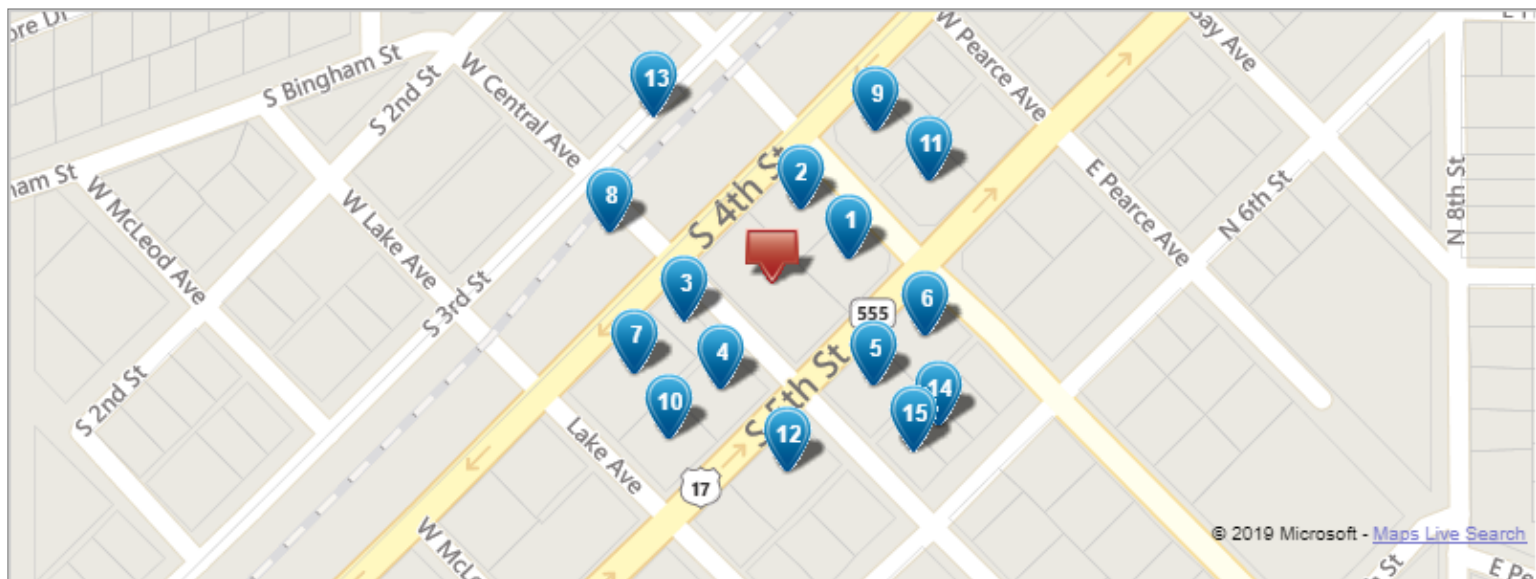 ore Dr
S Bingham St
S 2nd St
W Central Ave
13
W Pearce Ave
Bay Ave
9
11
ham St
W McLeod Ave
W Lake Ave
8
S 4th St
2
1
E Pearce Ave
N 6th St
N 8th St
S 3rd St
3
6
555
7
4
5
S 2nd St
10
14
15
S 5th St
12
Lake Ave
17
W McL
© 2019 Microsoft - Maps Live Search
St
E Pe